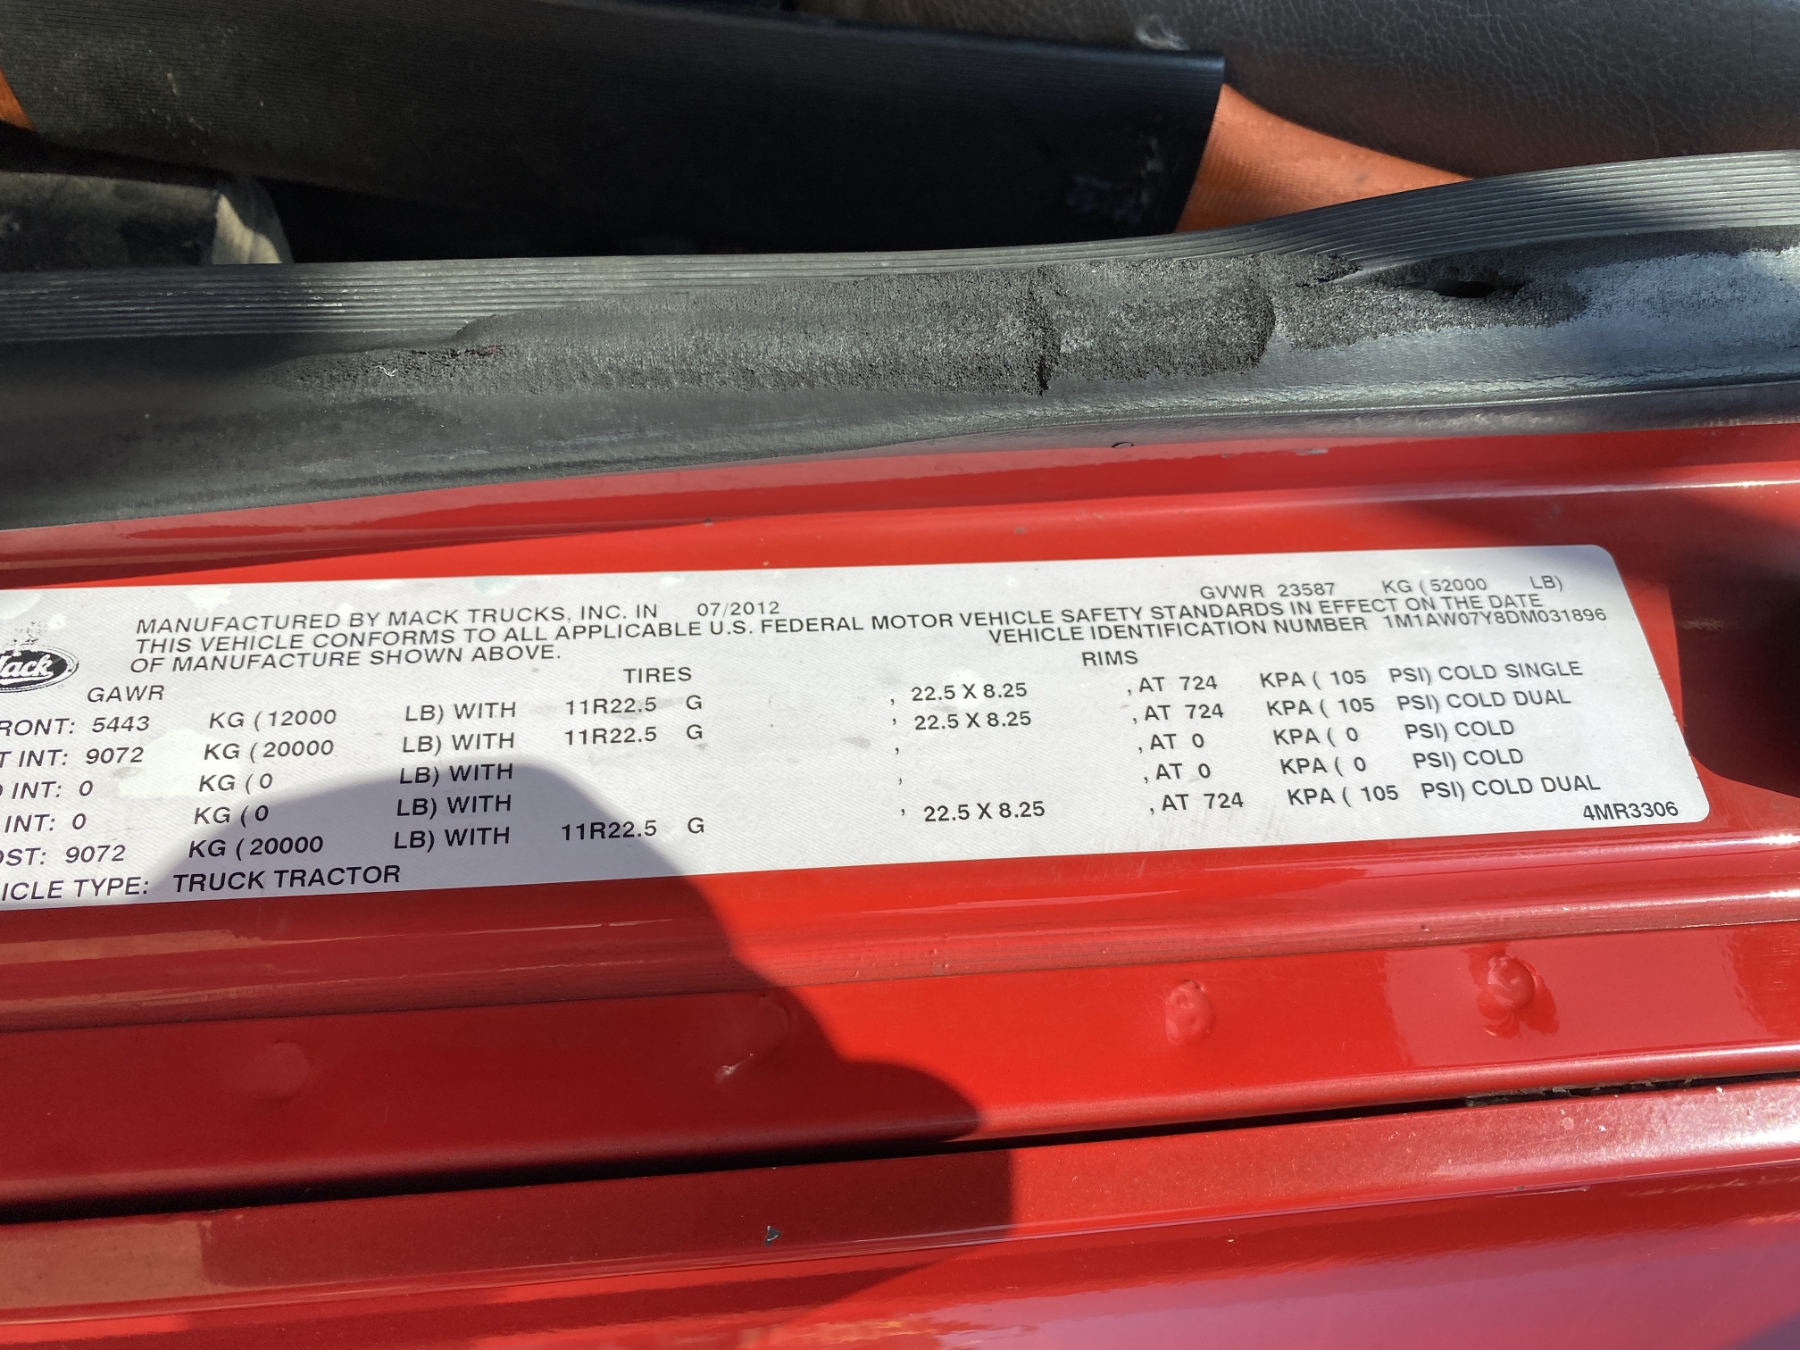 MANUFACTURED BY MACK TRUCKS, INC. IN 07/2012 GVWR 23587 KG (52000 LB)
THIS VEHICLE CONFORMS TO ALL APPLICABLE U.S. FEDERAL MOTOR VEHICLE SAFETY STANDARDS IN EFFECT ON THE DATE
OF MANUFACTURE SHOWN ABOVE. VEHICLE IDENTIFICATION NUMBER 1M1AW07Y8DM031896
Mack
GAWR TIRES RIMS
RONT: 5443 KG (12000 LB) WITH 11R22.5 G , 22.5 X 8.25 , AT 724 KPA ( 105 PSI) COLD SINGLE
T INT: 9072 KG (20000 LB) WITH 11R22.5 G , 22.5 X 8.25 , AT 724 KPA ( 105 PSI) COLD DUAL
D INT: 0 KG (0 LB) WITH , , AT 0 KPA ( 0 PSI) COLD
INT: 0 KG (0 LB) WITH , , AT 0 KPA ( 0 PSI) COLD
OST: 9072 KG (20000 LB) WITH 11R22.5 G , 22.5 X 8.25 , AT 724 KPA ( 105 PSI) COLD DUAL
ICLE TYPE: TRUCK TRACTOR 4MR3306